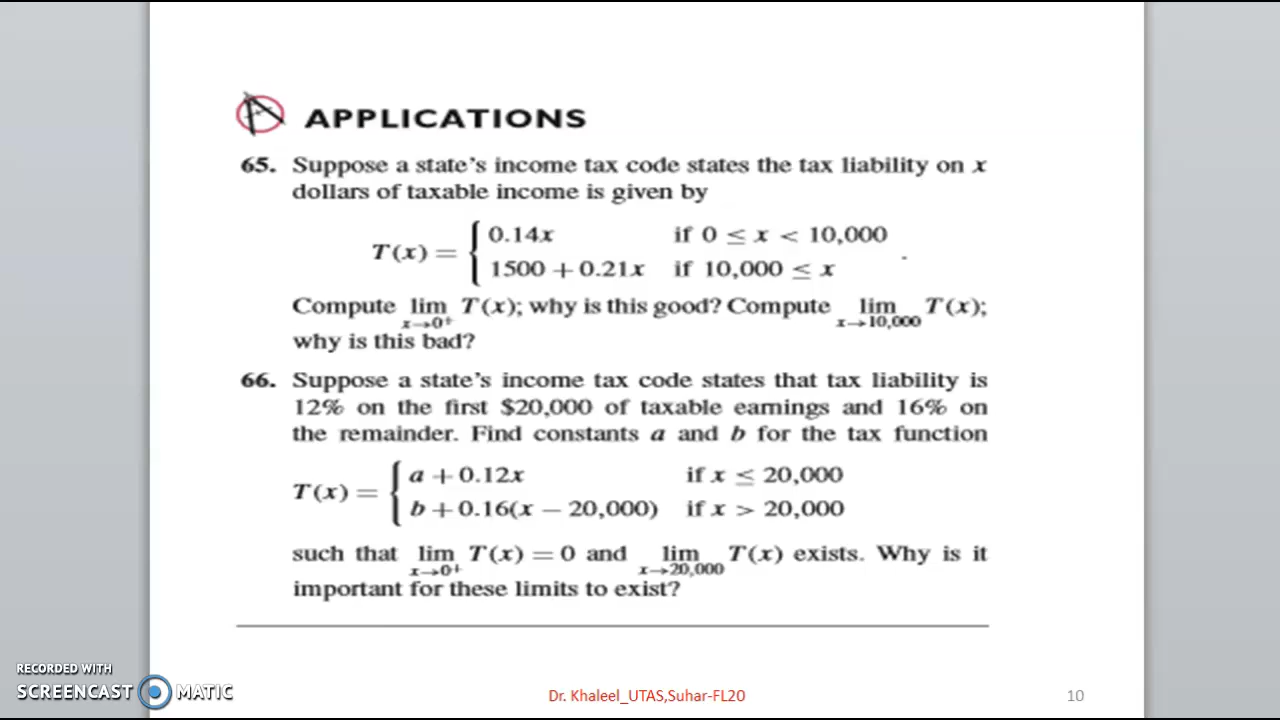 APPLICATIONS
65. Suppose a state's income tax code states the tax liability on x
dollars of taxable income is given by
T(x) = { 0.14x if 0 ≤ x < 10,000
1500 + 0.21x if 10,000 ≤ x
Compute lim x→0+ T(x); why is this good? Compute lim x→10,000 T(x);
why is this bad?
66. Suppose a state's income tax code states that tax liability is
12% on the first $20,000 of taxable earnings and 16% on
the remainder. Find constants a and b for the tax function
T(x) = { a + 0.12x if x ≤ 20,000
b + 0.16(x − 20,000) if x > 20,000
such that lim x→0+ T(x) = 0 and lim x→20,000 T(x) exists. Why is it
important for these limits to exist?
RECORDED WITH
SCREENCAST MATIC
Dr. Khaleel_UTAS,Suhar-FL20
10